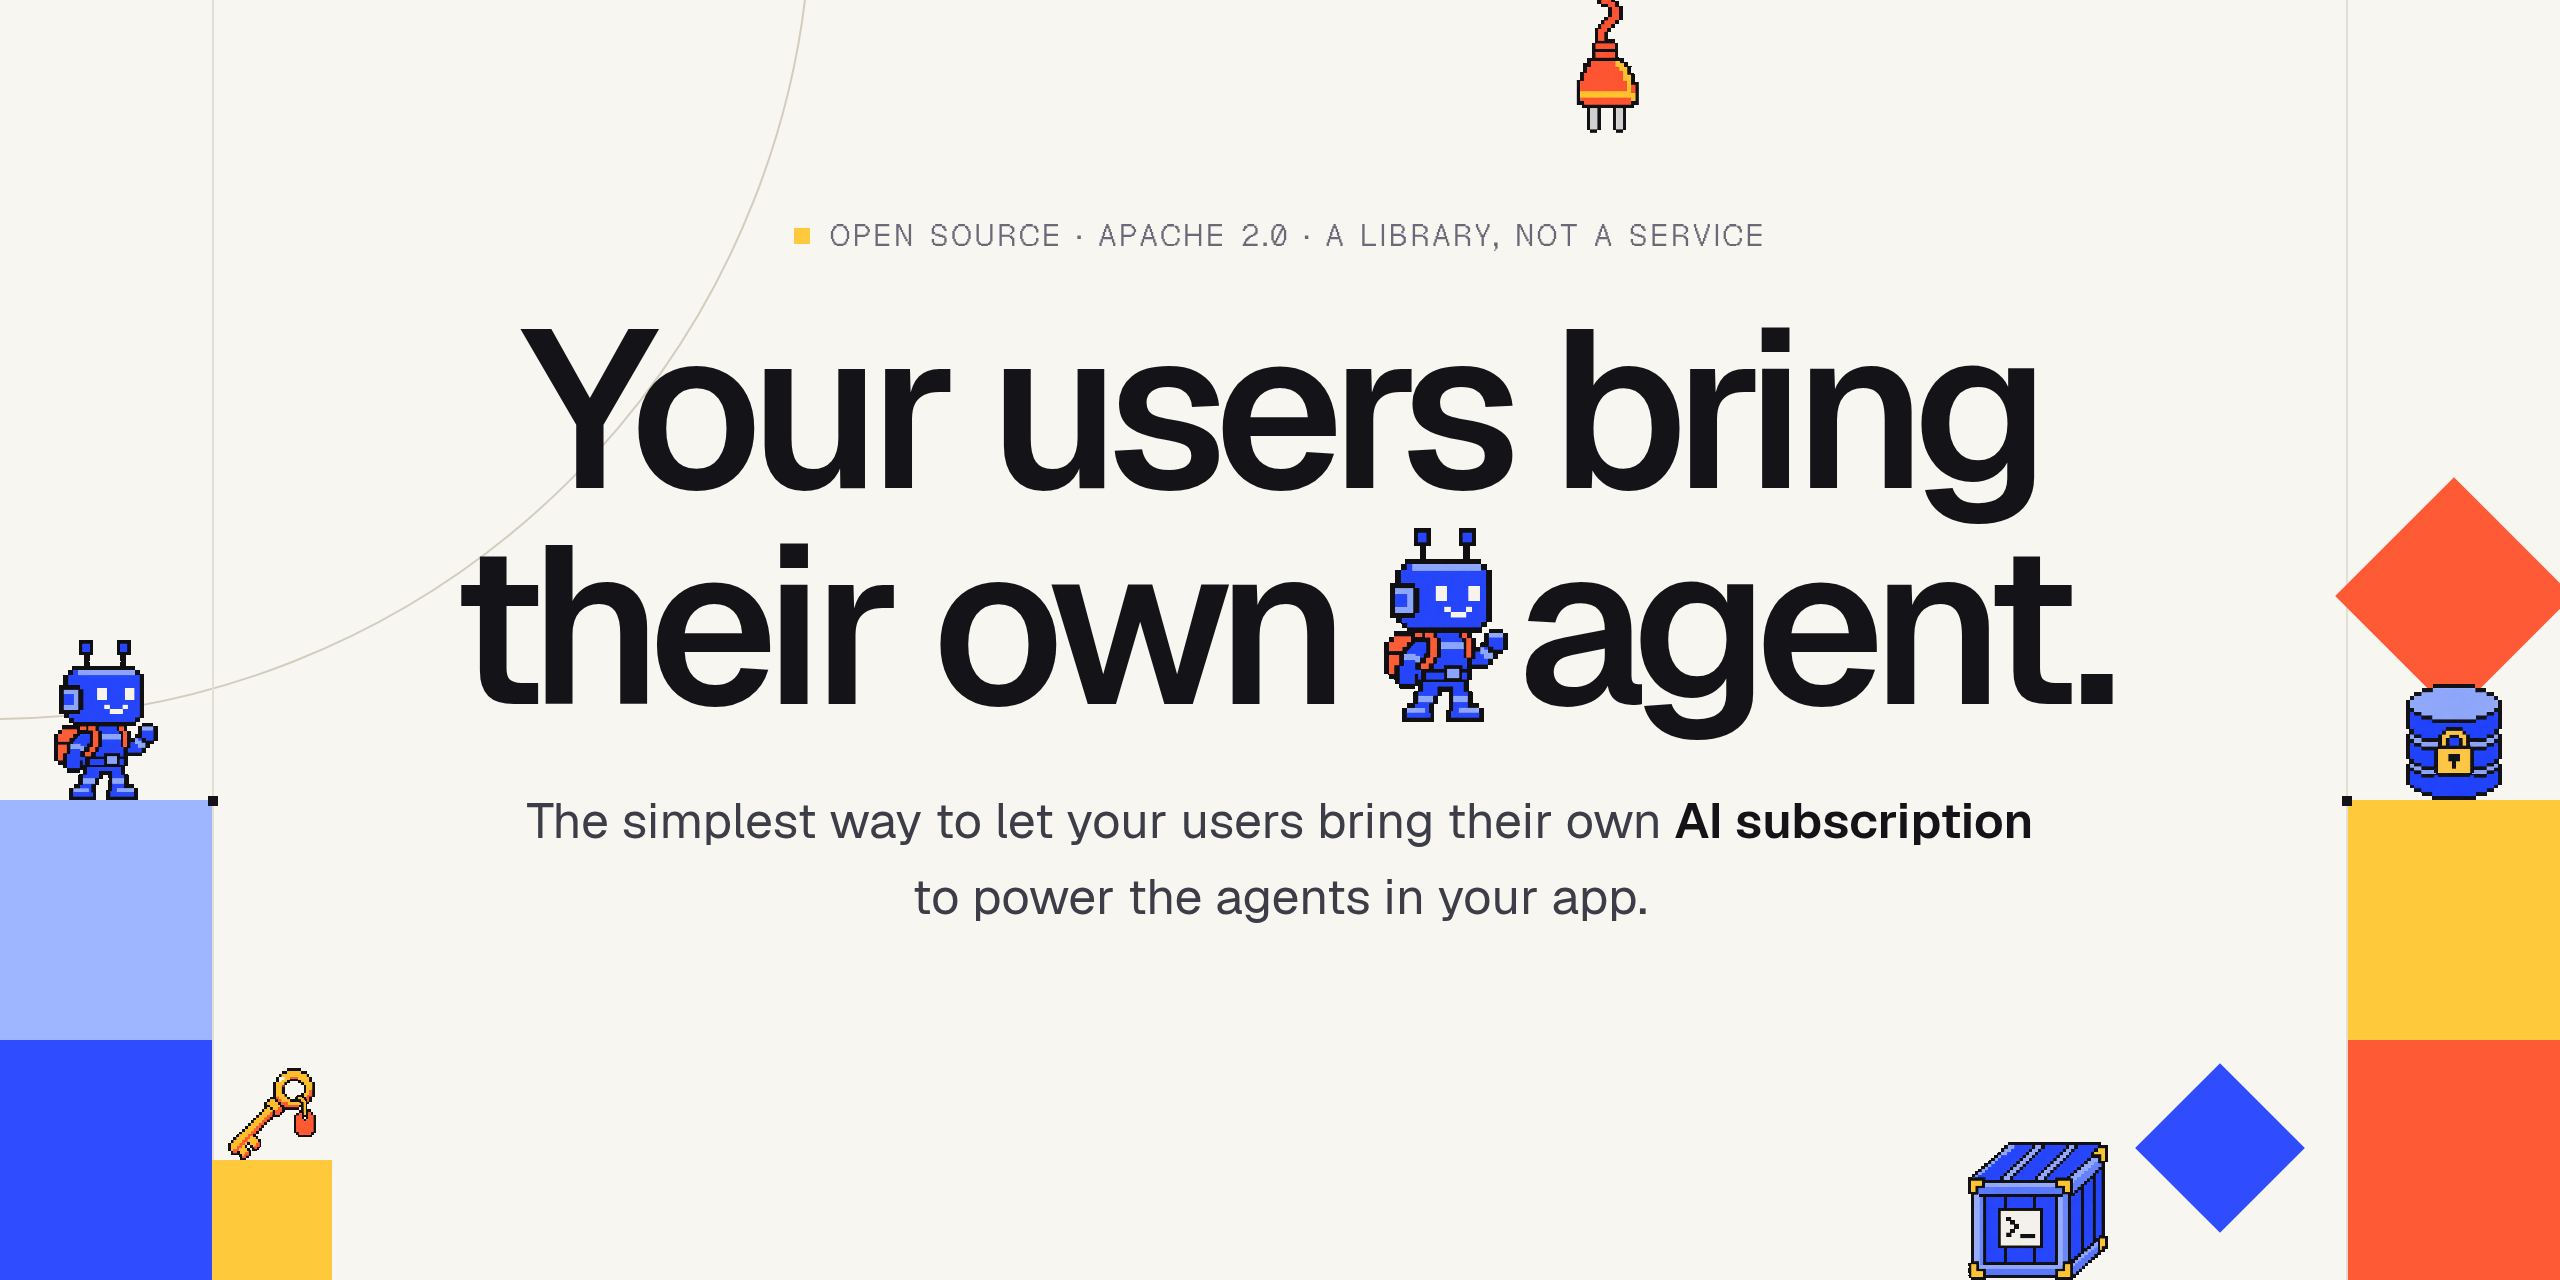 OPEN SOURCE · APACHE 2.0 · A LIBRARY, NOT A SERVICE
Your users bring
their own agent.
The simplest way to let your users bring their own AI subscription
to power the agents in your app.
>_